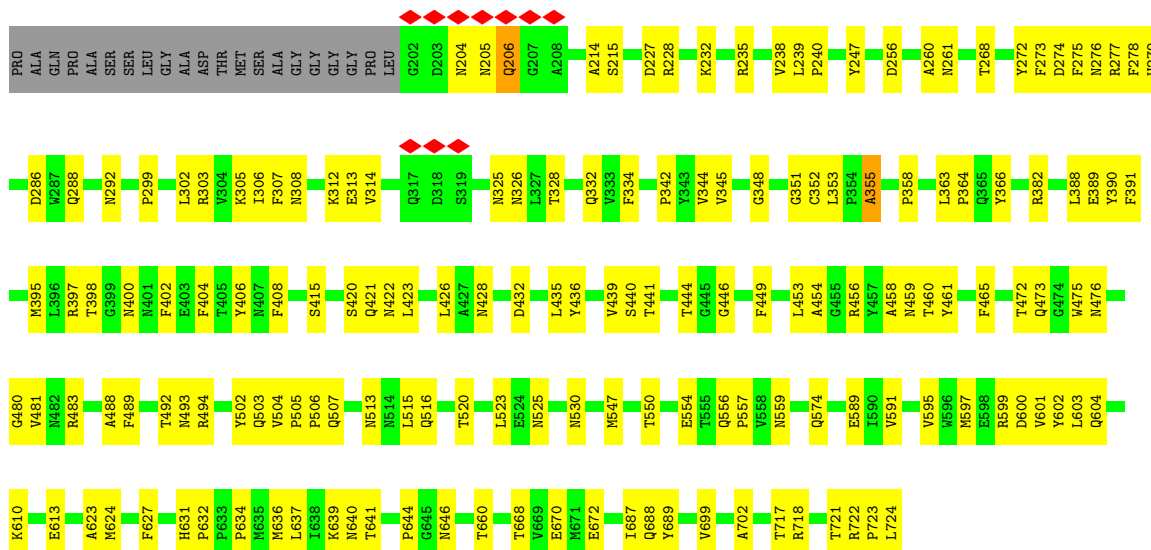 PRO ALA GLN PRO ALA SER SER LEU GLY ALA ASP THR MET SER ALA GLY GLY GLY GLY PRO LEU G202 D203 N204 N205 Q206 G207 A208 A214 S215 D227 R228 K232 R235 V238 L239 P240 Y247 D256 A260 N261 T268 Y272 F273 D274 F275 N276 R277 F278
D286 W287 Q288 N292 P299 L302 R303 V304 K305 I306 F307 N308 K312 E313 V314 Q317 D318 S319 N325 N326 L327 T328 Q332 V333 F334 P342 Y343 V344 V345 G348 G351 C352 L353 P354 A355 P358 L363 P364 Q365 Y366 R382 L388 E389 Y390 F391
M395 L396 R397 T398 G399 N400 N401 F402 E403 F404 T405 Y406 N407 F408 S415 S420 Q421 N422 L423 L426 A427 N428 D432 L435 Y436 V439 S440 T441 T444 G445 G446 F449 L453 A454 G455 R456 Y457 A458 N459 T460 Y461 F465 T472 Q473 G474 W475 N476
G480 V481 N482 R483 A488 F489 T492 N493 R494 Y502 Q503 V504 P505 P506 Q507 N513 N514 L515 Q516 T520 L523 E524 N525 N530 M547 T550 E554 T555 Q556 P557 V558 N559 Q574 E589 I590 V591 V595 W596 M597 E598 R599 D600 V601 Y602 L603 Q604
K610 E613 A623 M624 F627 H631 P632 P633 P634 M635 M636 L637 I638 K639 N640 T641 P644 G645 N646 T660 T668 V669 E670 M671 E672 I687 Q688 Y689 V699 A702 T717 R718 T721 R722 P723 L724